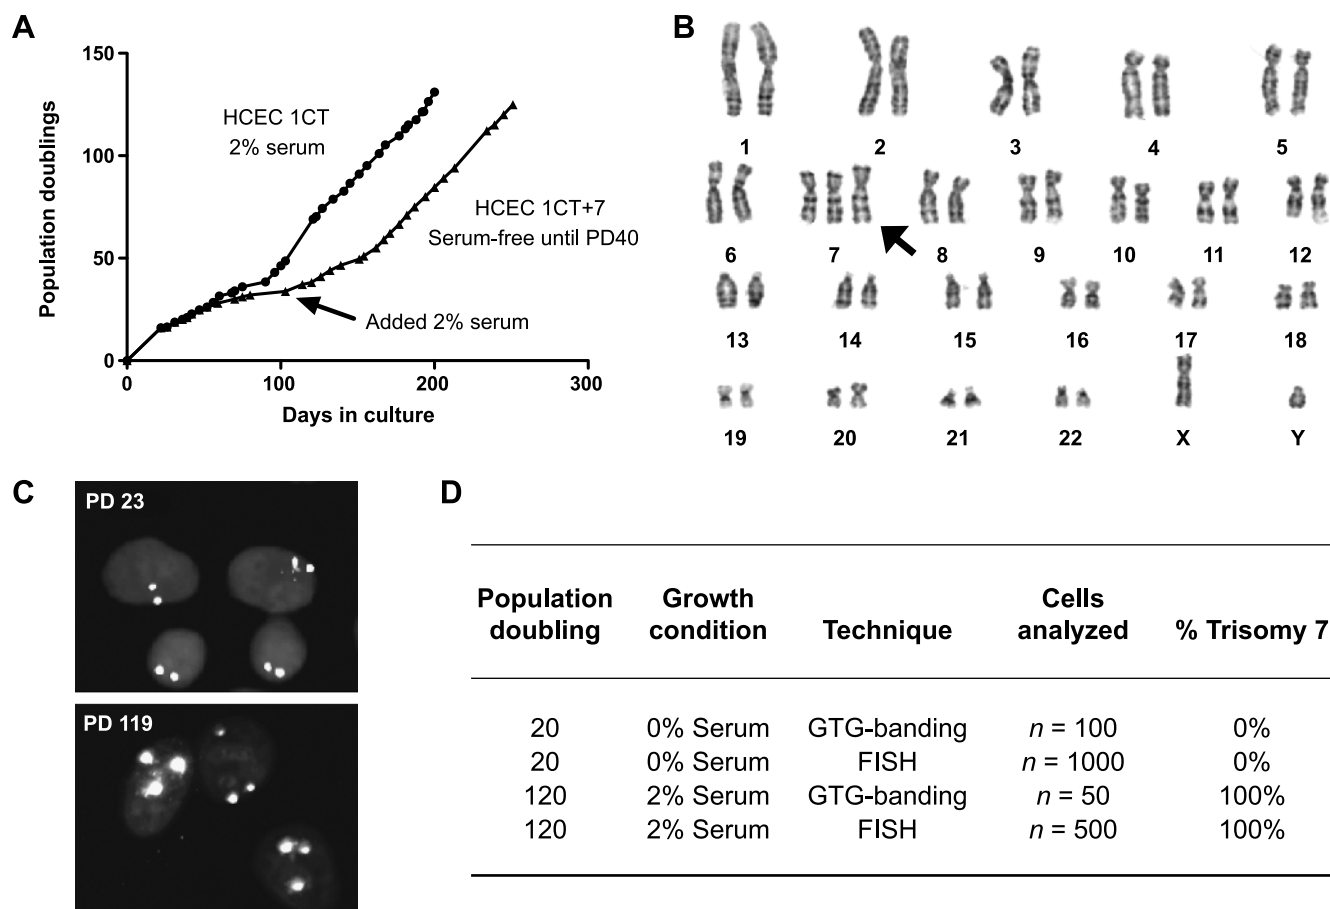 A
150
100
50
0
Population doublings
HCEC 1CT
2% serum
HCEC 1CT+7
Serum-free until PD40
Added 2% serum
0
100
200
300
Days in culture
B
1
2
3
4
5
6
7
8
9
10
11
12
13
14
15
16
17
18
19
20
21
22
X
Y
C
PD 23
PD 119
D
Population doubling
Growth condition
Technique
Cells analyzed
% Trisomy 7
20 0% Serum GTG-banding n = 100 0%
20 0% Serum FISH n = 1000 0%
120 2% Serum GTG-banding n = 50 100%
120 2% Serum FISH n = 500 100%